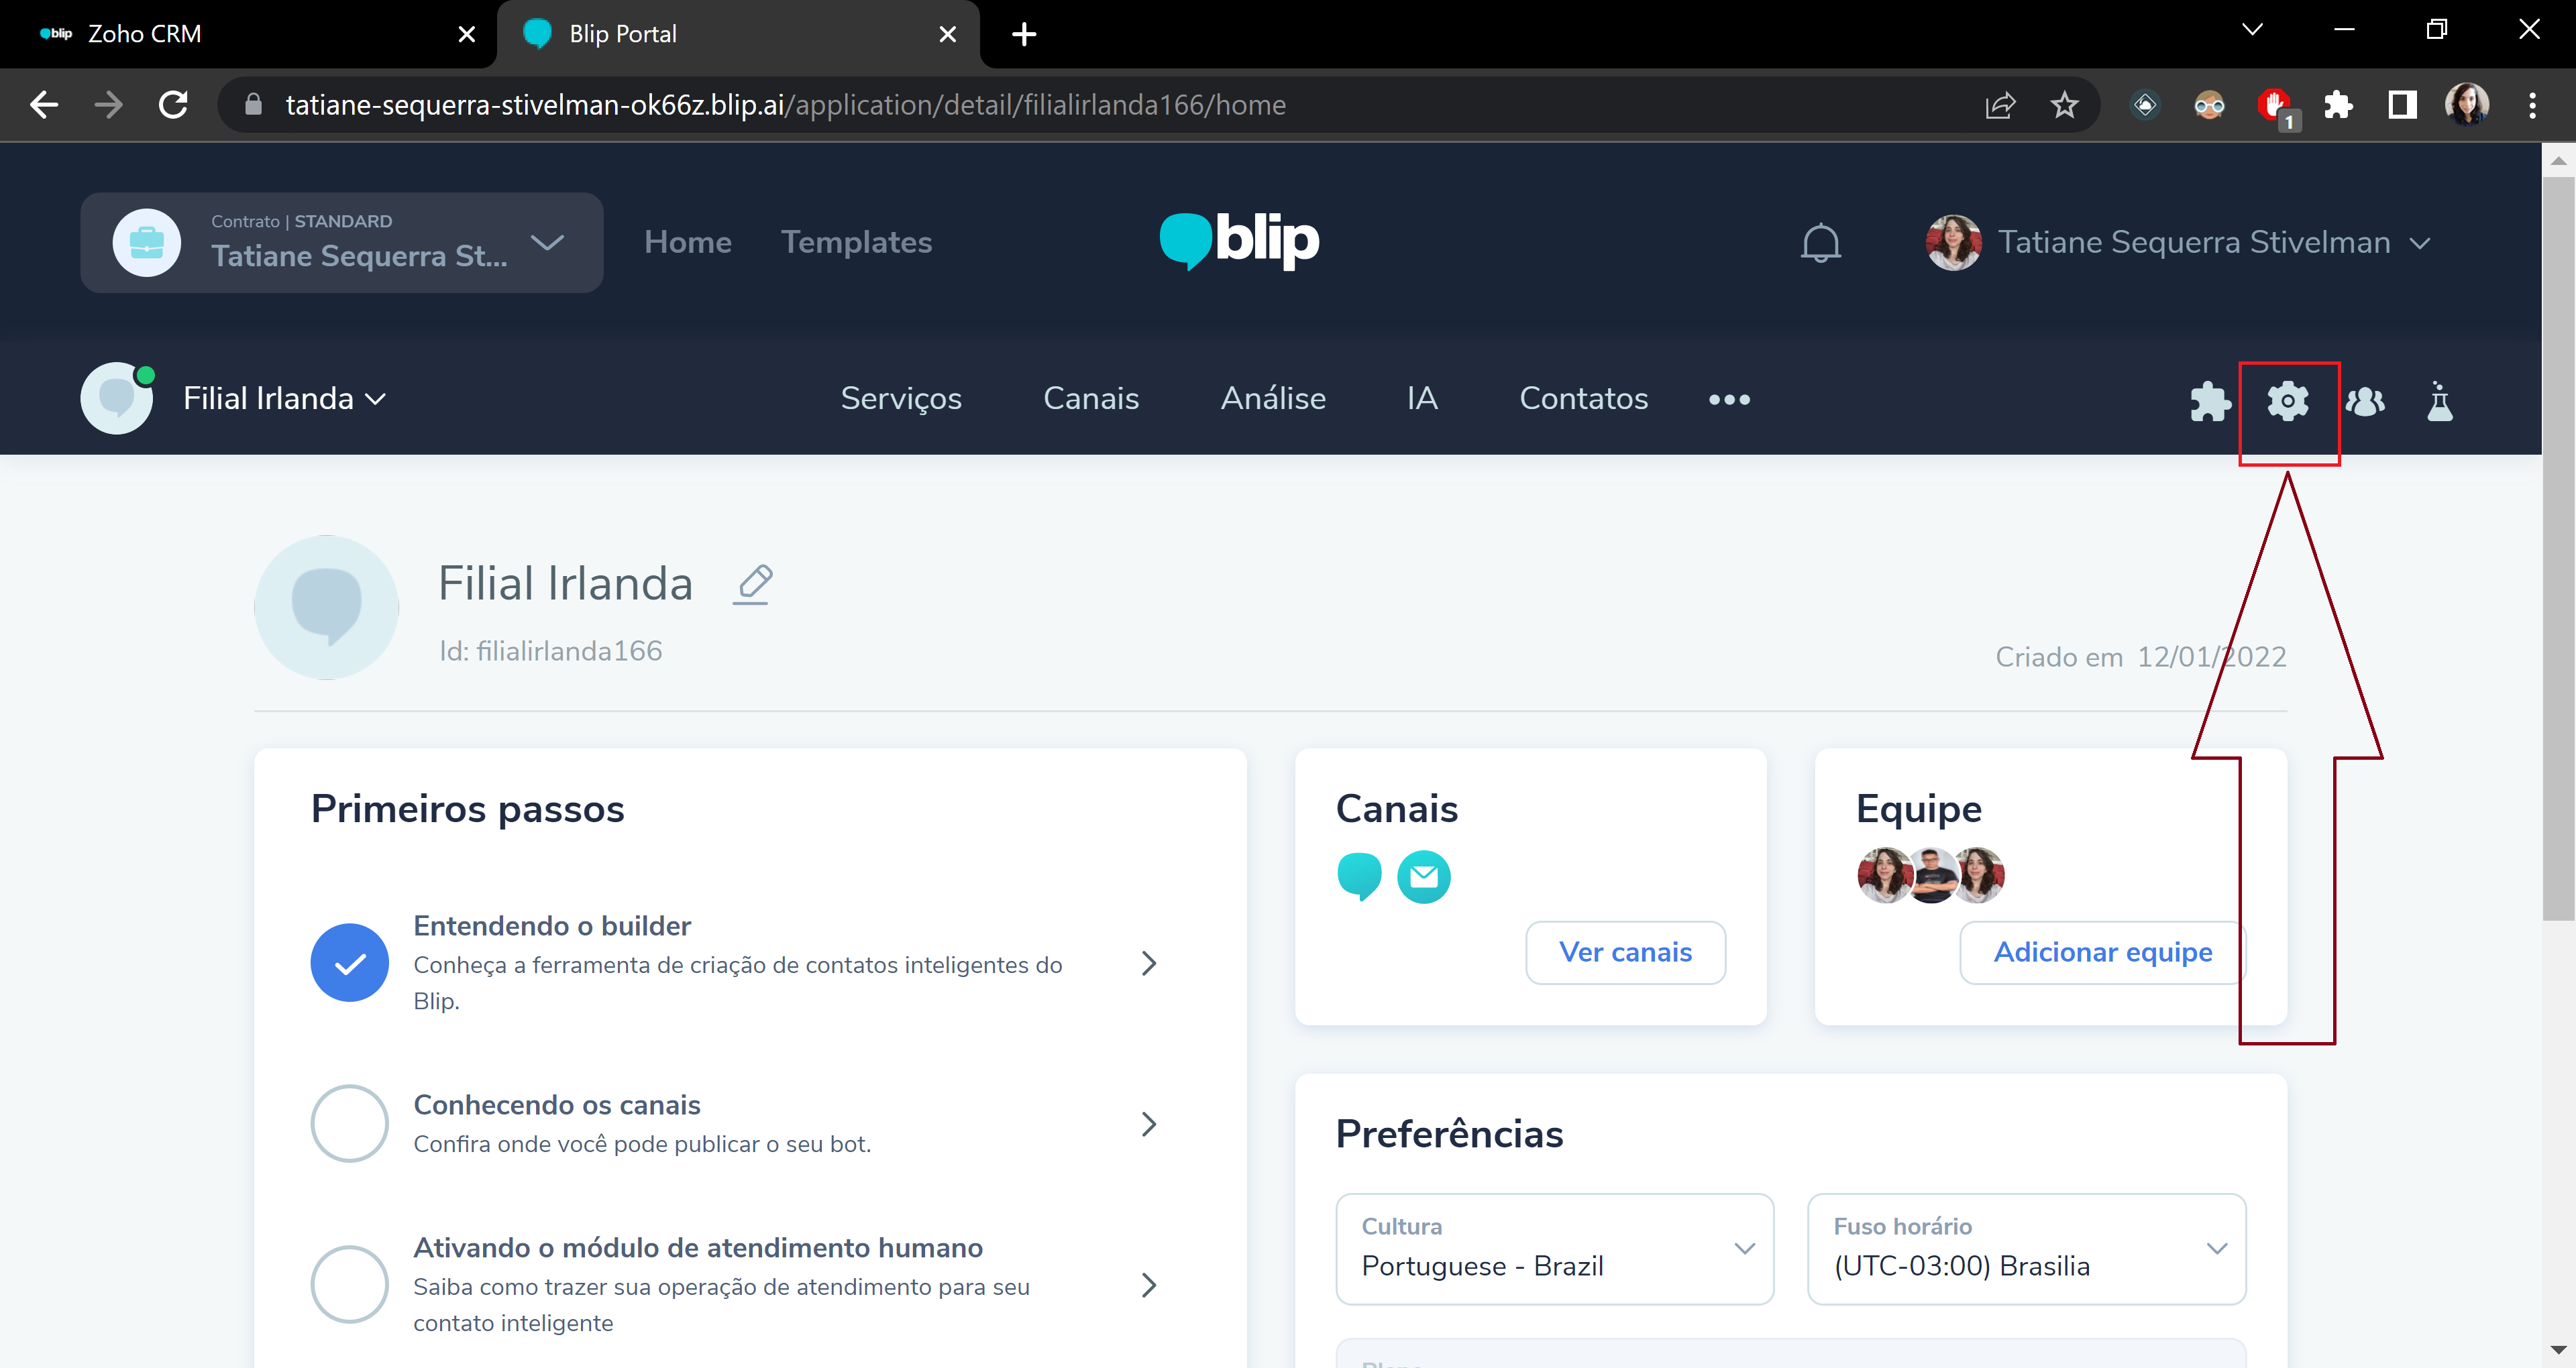 blip Zoho CRM
Blip Portal
tatiane-sequerra-stivelman-ok66z.blip.ai/application/detail/filialirlanda166/home
1
Contrato | STANDARD
Tatiane Sequerra St...
Home
Templates
blip
Tatiane Sequerra Stivelman
Filial Irlanda
Serviços
Canais
Análise
IA
Contatos
Filial Irlanda
Id: filialirlanda166
Criado em 12/01/2022
Primeiros passos
Entendendo o builder
Conheça a ferramenta de criação de contatos inteligentes do
Blip.
Conhecendo os canais
Confira onde você pode publicar o seu bot.
Ativando o módulo de atendimento humano
Saiba como trazer sua operação de atendimento para seu
contato inteligente
Canais
Ver canais
Equipe
Adicionar equipe
Preferências
Cultura
Portuguese - Brazil
Fuso horário
(UTC-03:00) Brasilia